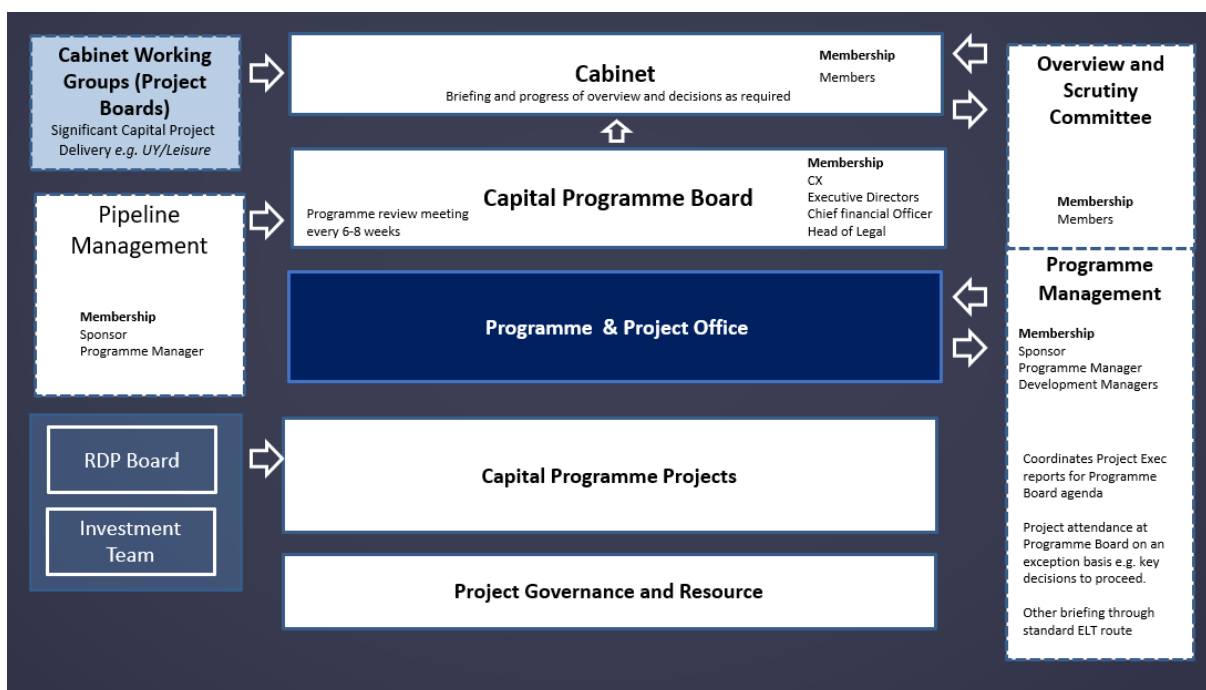 Cabinet Working
Groups (Project
Boards)
Significant Capital Project
Delivery e.g. UY/Leisure
Cabinet
Briefing and progress of overview and decisions as required
Membership
Members
Overview and
Scrutiny
Committee
Membership
Members
Pipeline
Management
Membership
Sponsor
Programme Manager
Capital Programme Board
Programme review meeting
every 6-8 weeks
Membership
CX
Executive Directors
Chief financial Officer
Head of Legal
Programme & Project Office
Programme
Management
Membership
Sponsor
Programme Manager
Development Managers
Coordinates Project Exec
reports for Programme
Board agenda
Project attendance at
Programme Board on an
exception basis e.g. key
decisions to proceed.
Other briefing through
standard ELT route
RDP Board
Investment
Team
Capital Programme Projects
Project Governance and Resource